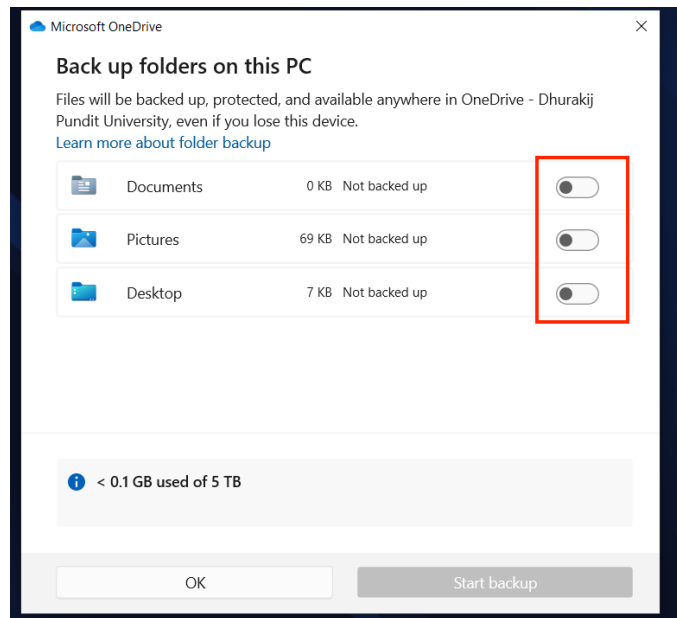 Microsoft OneDrive
Back up folders on this PC
Files will be backed up, protected, and available anywhere in OneDrive - Dhurakij
Pundit University, even if you lose this device.
Learn more about folder backup
Documents 0 KB Not backed up
Pictures 69 KB Not backed up
Desktop 7 KB Not backed up
< 0.1 GB used of 5 TB
OK Start backup